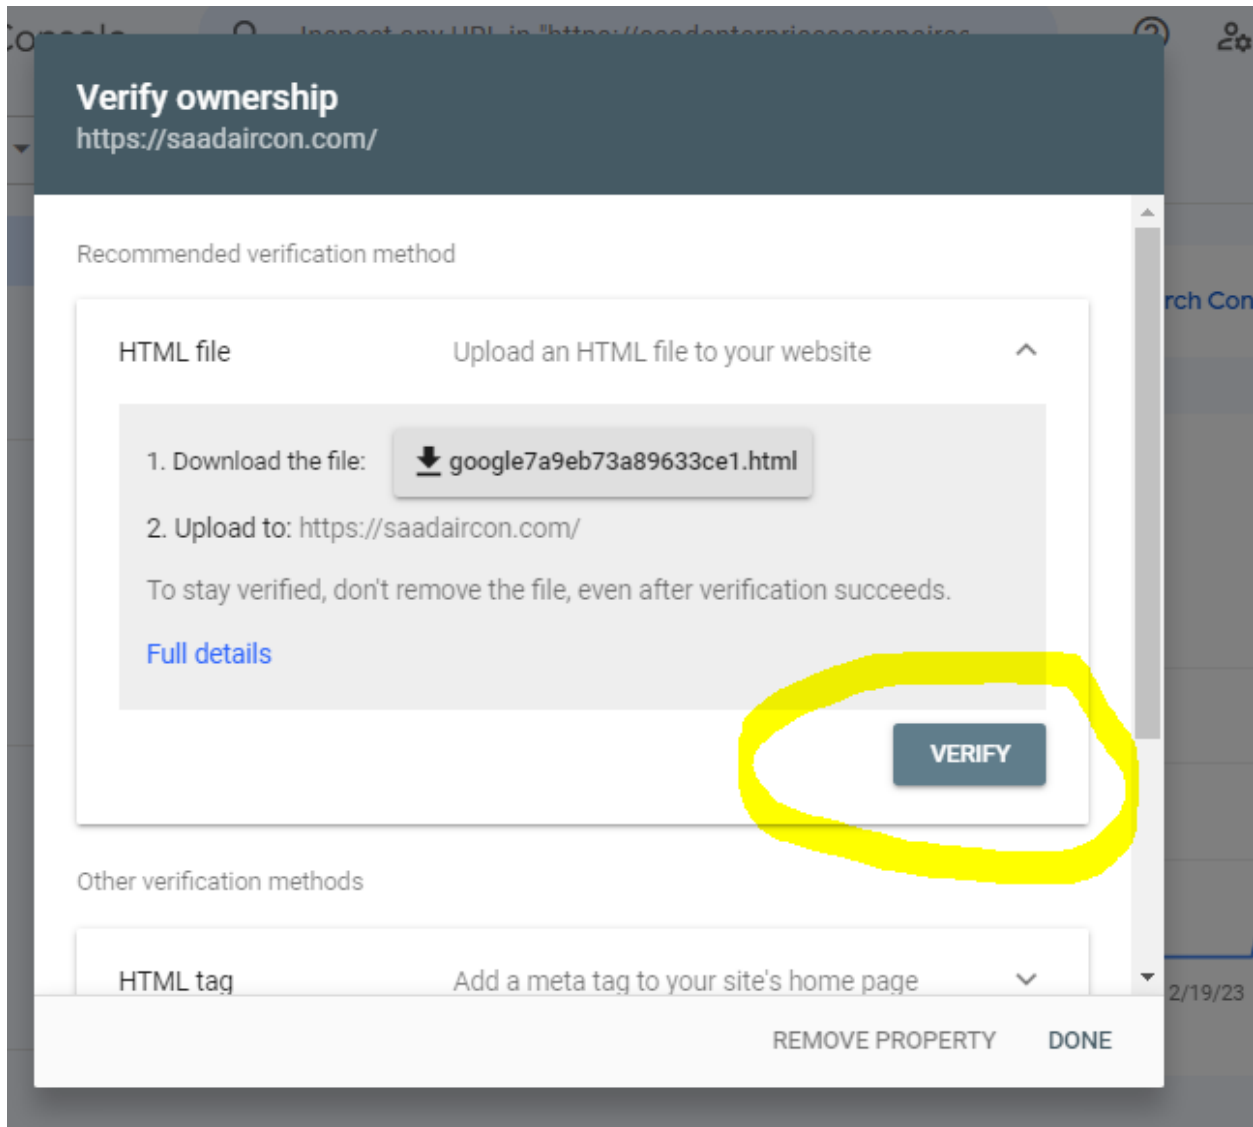 Verify ownership
https://saadaircon.com/
rch Con
Recommended verification method
HTML file Upload an HTML file to your website
1. Download the file: google7a9eb73a89633ce1.html
2. Upload to: https://saadaircon.com/
To stay verified, don't remove the file, even after verification succeeds.
Full details
VERIFY
Other verification methods
HTML tag Add a meta tag to your site's home page
2/19/23
REMOVE PROPERTY DONE